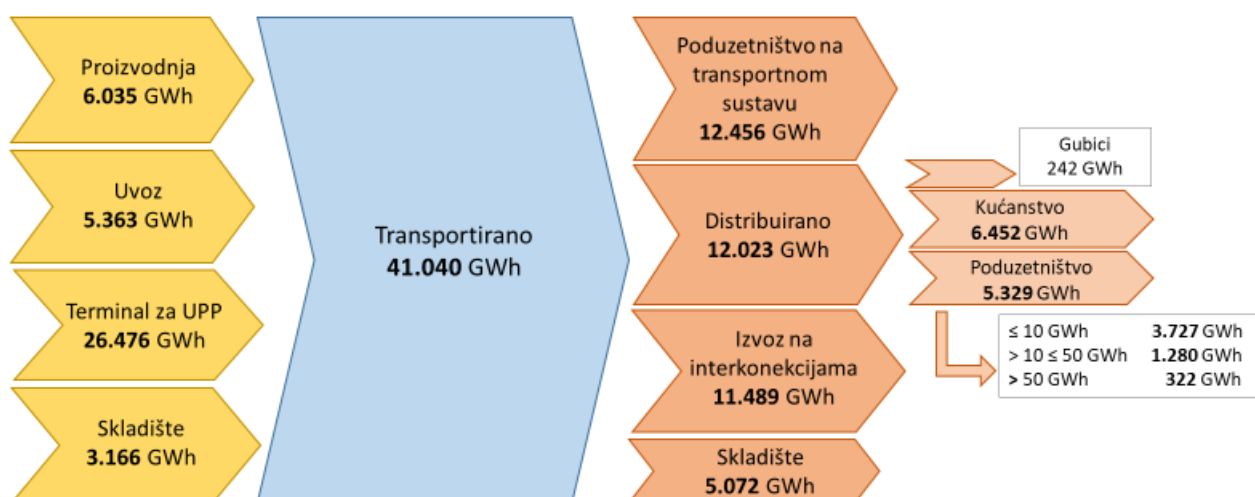 Proizvodnja
6.035 GWh
Uvoz
5.363 GWh
Terminal za UPP
26.476 GWh
Skladište
3.166 GWh
Transportirano
41.040 GWh
Poduzetništvo na
transportnom
sustavu
12.456 GWh
Distribuirano
12.023 GWh
Izvoz na
interkonekcijama
11.489 GWh
Skladište
5.072 GWh
Gubici
242 GWh
Kućanstvo
6.452 GWh
Poduzetništvo
5.329 GWh
≤ 10 GWh 3.727 GWh
> 10 ≤ 50 GWh 1.280 GWh
> 50 GWh 322 GWh